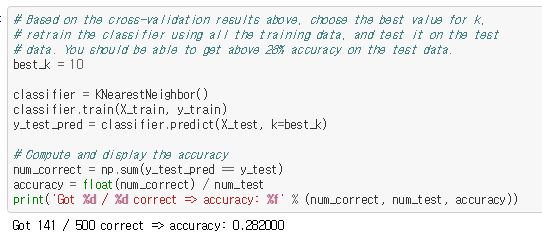 # Based on the cross-validation results above, choose the best value for k,
# retrain the classifier using all the training data, and test it on the test
# data. You should be able to get above 28% accuracy on the test data.
best_k = 10
classifier = KNearestNeighbor()
classifier.train(X_train, y_train)
y_test_pred = classifier.predict(X_test, k=best_k)
# Compute and display the accuracy
num_correct = np.sum(y_test_pred == y_test)
accuracy = float(num_correct) / num_test
print('Got %d / %d correct => accuracy: %f' % (num_correct, num_test, accuracy))
Got 141 / 500 correct => accuracy: 0.282000